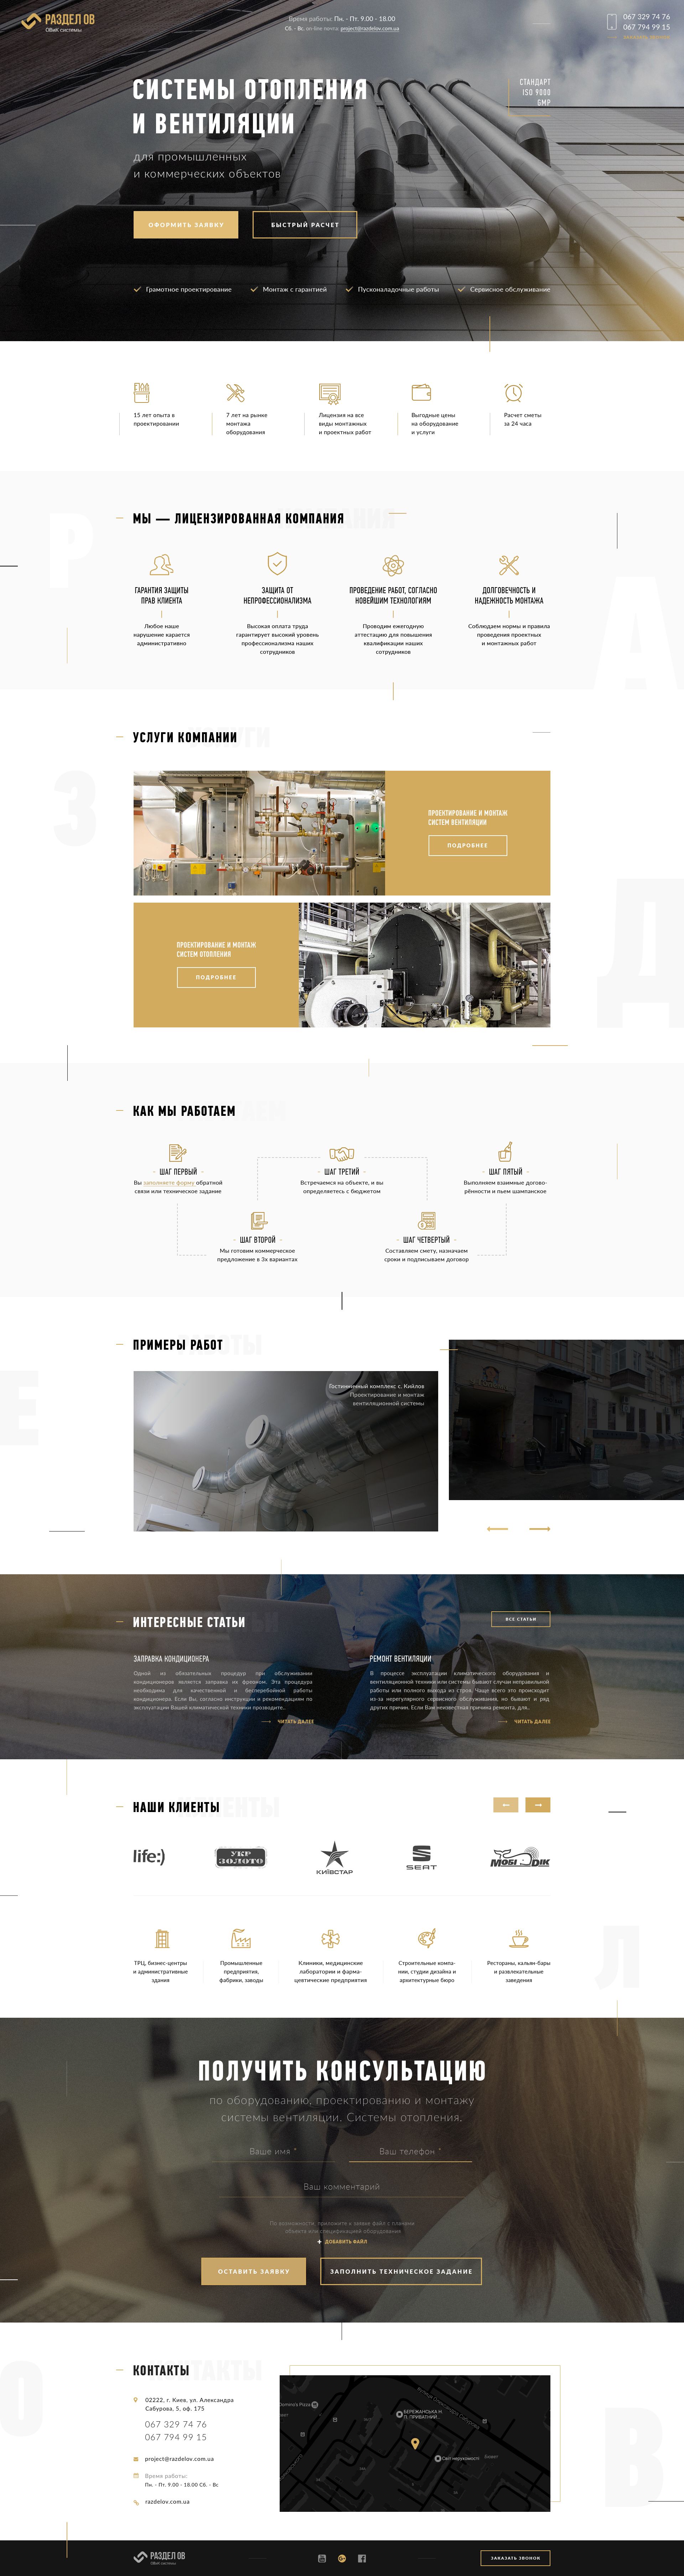 РАЗДЕЛ ОВ
ОВиК системы
Время работы: Пн. - Пт. 9.00 - 18.00
Сб. - Вс. on-line почта: project@razdelov.com.ua
067 329 74 76
067 794 99 15
ЗАКАЗАТЬ ЗВОНОК
СИСТЕМЫ ОТОПЛЕНИЯ
И ВЕНТИЛЯЦИИ
СТАНДАРТ
ISO 9000
GMP
для промышленных
и коммерческих объектов
ОФОРМИТЬ ЗАЯВКУ
БЫСТРЫЙ РАСЧЕТ
Грамотное проектирование
Монтаж с гарантией
Пусконаладочные работы
Сервисное обслуживание
15 лет опыта в
проектировании
7 лет на рынке
монтажа
оборудования
Лицензия на все
виды монтажных
и проектных работ
Выгодные цены
на оборудование
и услуги
Расчет сметы
за 24 часа
МЫ — ЛИЦЕНЗИРОВАННАЯ КОМПАНИЯ
Р
А
ГАРАНТИЯ ЗАЩИТЫ
ПРАВ КЛИЕНТА
Любое наше
нарушение карается
административно
ЗАЩИТА ОТ
НЕПРОФЕССИОНАЛИЗМА
Высокая оплата труда
гарантирует высокий уровень
профессионализма наших
сотрудников
ПРОВЕДЕНИЕ РАБОТ, СОГЛАСНО
НОВЕЙШИМ ТЕХНОЛОГИЯМ
Проводим ежегодную
аттестацию для повышения
квалификации наших
сотрудников
ДОЛГОВЕЧНОСТЬ И
НАДЕЖНОСТЬ МОНТАЖА
Соблюдаем нормы и правила
проведения проектных
и монтажных работ
УСЛУГИ КОМПАНИИ
З
ПРОЕКТИРОВАНИЕ И МОНТАЖ
СИСТЕМ ВЕНТИЛЯЦИИ
ПОДРОБНЕЕ
Д
ПРОЕКТИРОВАНИЕ И МОНТАЖ
СИСТЕМ ОТОПЛЕНИЯ
ПОДРОБНЕЕ
КАК МЫ РАБОТАЕМ
ШАГ ПЕРВЫЙ
Вы заполняете форму обратной
связи или техническое задание
ШАГ ТРЕТИЙ
Встречаемся на объекте, и вы
определяетесь с бюджетом
ШАГ ПЯТЫЙ
Выполняем взаимные догово-
рённости и пьем шампанское
ШАГ ВТОРОЙ
Мы готовим коммерческое
предложение в 3х вариантах
ШАГ ЧЕТВЕРТЫЙ
Составляем смету, назначаем
сроки и подписываем договор
ПРИМЕРЫ РАБОТ
Е
Гостиничный комплекс с. Кийлов
Проектирование и монтаж
вентиляционной системы
ИНТЕРЕСНЫЕ СТАТЬИ
ВСЕ СТАТЬИ
ЗАПРАВКА КОНДИЦИОНЕРА
Одной из обязательных процедур при обслуживании
кондиционеров является заправка их фреоном. Эта процедура
необходима для качественной и бесперебойной работы
кондиционера. Если Вы, согласно инструкции и рекомендациям по
эксплуатации Вашей климатической техники прозводите..
ЧИТАТЬ ДАЛЕЕ
РЕМОНТ ВЕНТИЛЯЦИИ
В процессе эксплуатации климатического оборудования и
вентиляционной техники или системы бывают случаи неправильной
работы или полного выхода из строя. Чаще всего это происходит
из-за нерегулярного сервисного обслуживания, но бывают и ряд
других причин. Если Вам неизвестная причина ремонта, для..
ЧИТАТЬ ДАЛЕЕ
НАШИ КЛИЕНТЫ
life:)
УКР
ЗОЛОТО
КИЇВСТАР
SEAT
МОБІ DIK
ТРЦ, бизнес-центры
и административные
здания
Промышленные
предприятия,
фабрики, заводы
Клиники, медицинские
лаборатории и фарма-
цевтические предприятия
Строительные компа-
нии, студии дизайна и
архитектурные бюро
Рестораны, кальян-бары
и развлекательные
заведения
Л
ПОЛУЧИТЬ КОНСУЛЬТАЦИЮ
по оборудованию, проектированию и монтажу
системы вентиляции. Системы отопления.
Ваше имя *
Ваш телефон *
Ваш комментарий
По возможности, приложите к заявке файл с планами
объекта или спецификацией оборудования
+ ДОБАВИТЬ ФАЙЛ
ОСТАВИТЬ ЗАЯВКУ
ЗАПОЛНИТЬ ТЕХНИЧЕСКОЕ ЗАДАНИЕ
КОНТАКТЫ
О
В
02222, г. Киев, ул. Александра
Сабурова, 5, оф. 175
067 329 74 76
067 794 99 15
project@razdelov.com.ua
Время работы:
Пн. - Пт. 9.00 - 18.00 Сб. - Вс
razdelov.com.ua
Domino's Pizza
БЕРЕЖАНСЬКА Н.
П. ПРИВАТНИЙ...
Світ нерухомості
РАЗДЕЛ ОВ
ОВиК системы
ЗАКАЗАТЬ ЗВОНОК